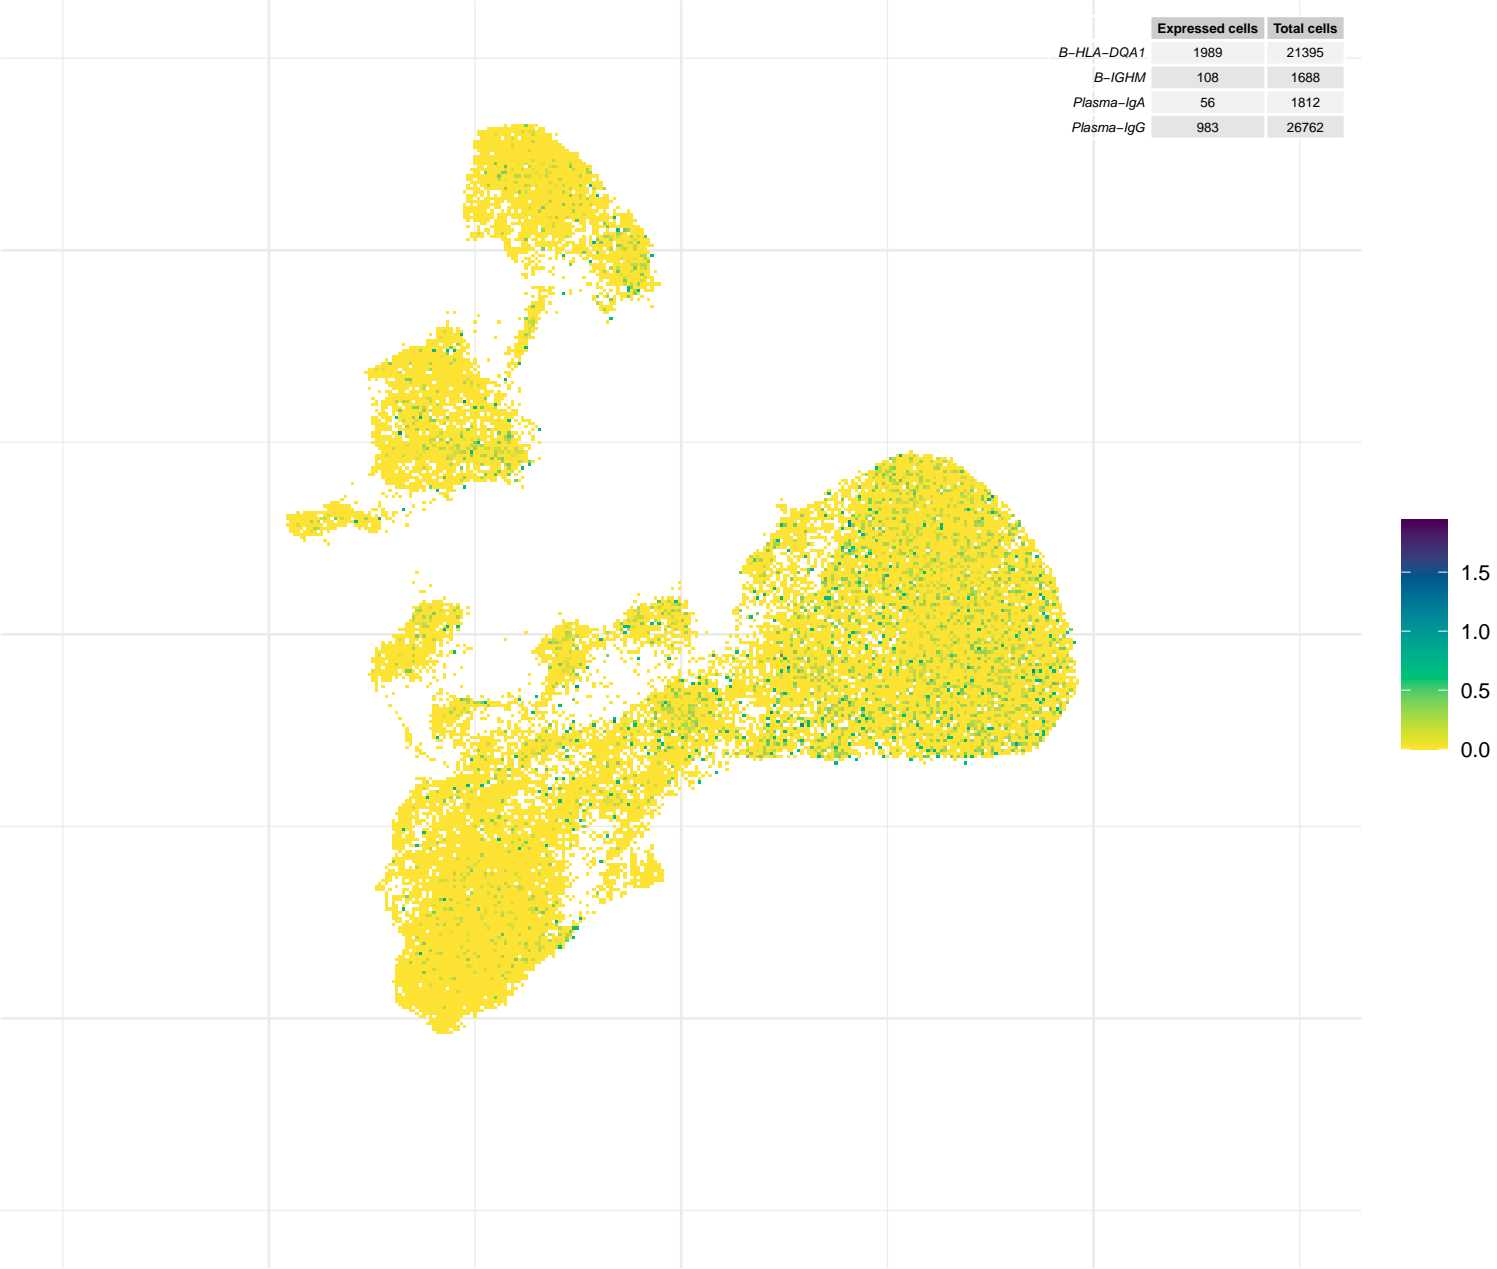 Expressed cells Total cells
B−HLA−DQA1 1989 21395
B−IGHM 108 1688
Plasma−IgA 56 1812
Plasma−IgG 983 26762
1.5
1.0
0.5
0.0